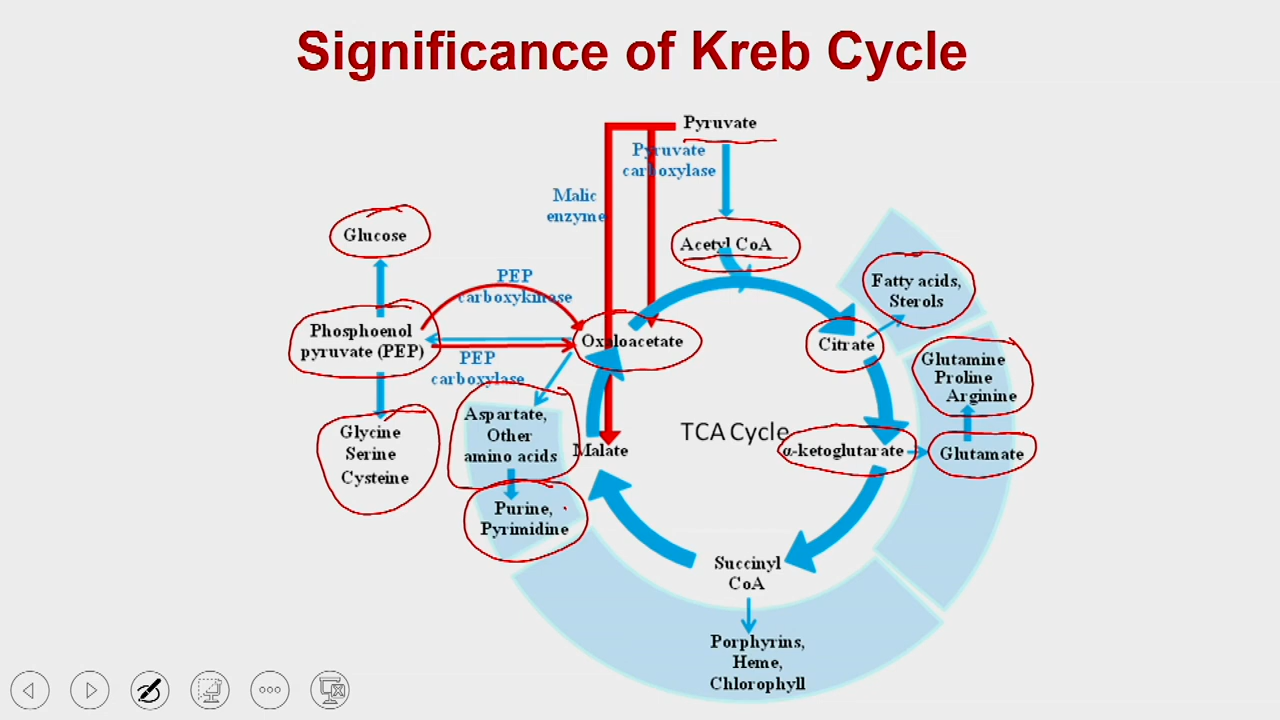 Significance of Kreb Cycle
Pyruvate
Pyruvate
carboxylase
Malic
enzyme
Glucose
Acetyl CoA
PEP
carboxykinase
Fatty acids,
Sterols
Phosphoenol
pyruvate (PEP)
Oxaloacetate
Citrate
Glutamine
Proline
Arginine
PEP
carboxylase
Aspartate,
Other
amino acids
Glycine
Serine
Cysteine
TCA Cycle
Malate
α-ketoglutarate
Glutamate
Purine,
Pyrimidine
Succinyl
CoA
Porphyrins,
Heme,
Chlorophyll